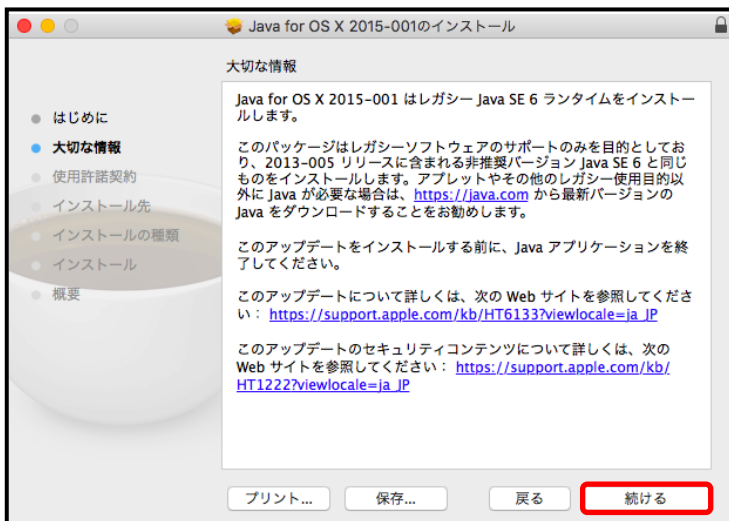 Java for OS X 2015-001のインストール
大切な情報
はじめに
大切な情報
使用許諾契約
インストール先
インストールの種類
インストール
概要
Java for OS X 2015-001 はレガシー Java SE 6 ランタイムをインストー
ルします。
このパッケージはレガシーソフトウェアのサポートのみを目的としてお
り、2013-005 リリースに含まれる非推奨バージョン Java SE 6 と同じ
ものをインストールします。アプレットやその他のレガシー使用目的以
外に Java が必要な場合は、https://java.com から最新バージョンの
Java をダウンロードすることをお勧めします。
このアップデートをインストールする前に、Java アプリケーションを終
了してください。
このアップデートについて詳しくは、次の Web サイトを参照してくださ
い： https://support.apple.com/kb/HT6133?viewlocale=ja_JP
このアップデートのセキュリティコンテンツについて詳しくは、次の
Web サイトを参照してください： https://support.apple.com/kb/
HT1222?viewlocale=ja_JP
プリント... 保存... 戻る 続ける